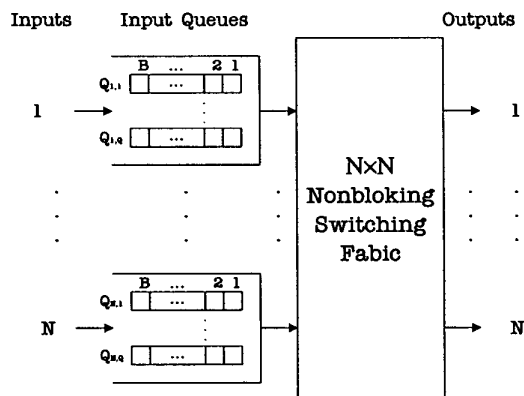 Inputs Input Queues Outputs
B ... 2 1
Q1,1 ...
1 1
Q1,Q ...
N×N
Nonbloking
Switching
Fabic
B ... 2 1
QN,1 ...
N N
QN,Q ...